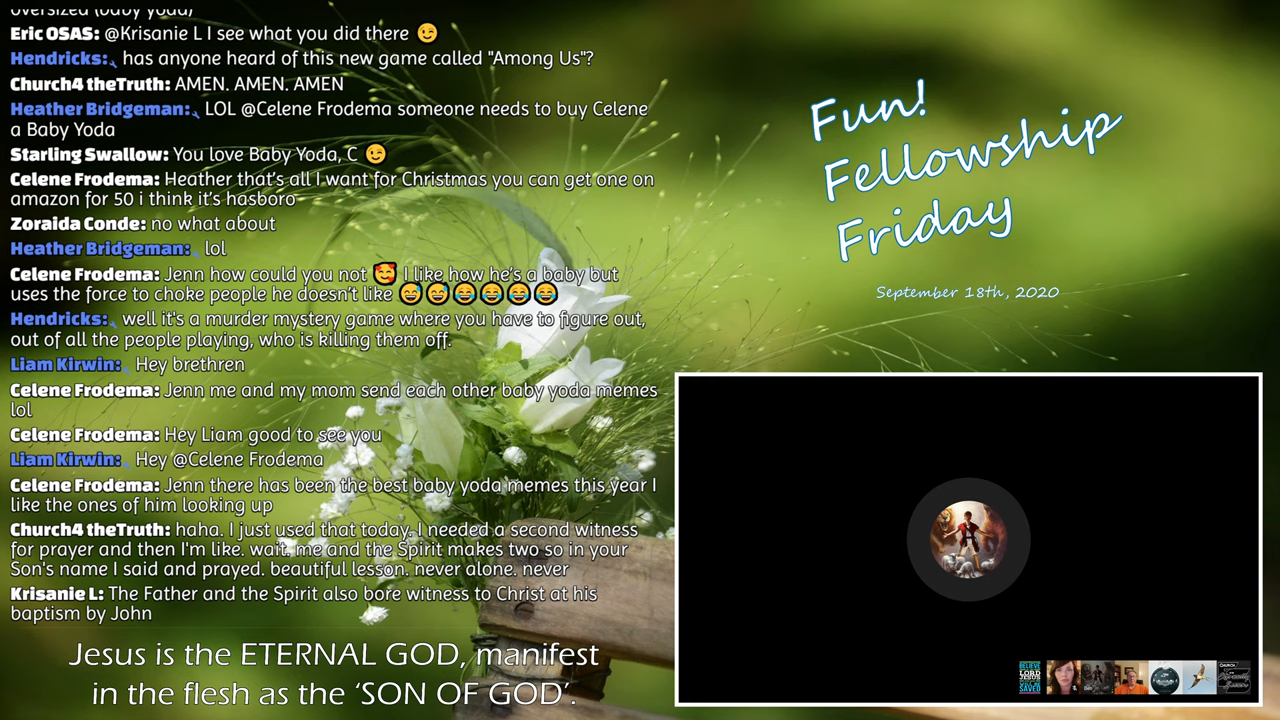 oversized (baby yoda)
Eric OSAS: @Krisanie L I see what you did there 😉
Hendricks: has anyone heard of this new game called "Among Us"?
Church4 theTruth: AMEN. AMEN. AMEN
Heather Bridgeman: LOL @Celene Frodema someone needs to buy Celene
a Baby Yoda
Starling Swallow: You love Baby Yoda, C 😉
Celene Frodema: Heather that's all I want for Christmas you can get one on
amazon for 50 i think it's hasboro
Zoraida Conde: no what about
Heather Bridgeman: lol
Celene Frodema: Jenn how could you not 🥰 I like how he's a baby but
uses the force to choke people he doesn't like 😅😅😂😂😂😂
Hendricks: well it's a murder mystery game where you have to figure out,
out of all the people playing, who is killing them off.
Liam Kirwin: Hey brethren
Celene Frodema: Jenn me and my mom send each other baby yoda memes
lol
Celene Frodema: Hey Liam good to see you
Liam Kirwin: Hey @Celene Frodema
Celene Frodema: Jenn there has been the best baby yoda memes this year I
like the ones of him looking up
Church4 theTruth: haha. I just used that today. I needed a second witness
for prayer and then I'm like. wait, me and the Spirit makes two so in your
Son's name I said and prayed. beautiful lesson. never alone. never
Krisanie L: The Father and the Spirit also bore witness to Christ at his
baptism by John
Jesus is the ETERNAL GOD, manifest
in the flesh as the 'SON OF GOD'.
Fun!
Fellowship
Friday
September 18th, 2020
BELIEVE
LORD
JESUS
SAVED